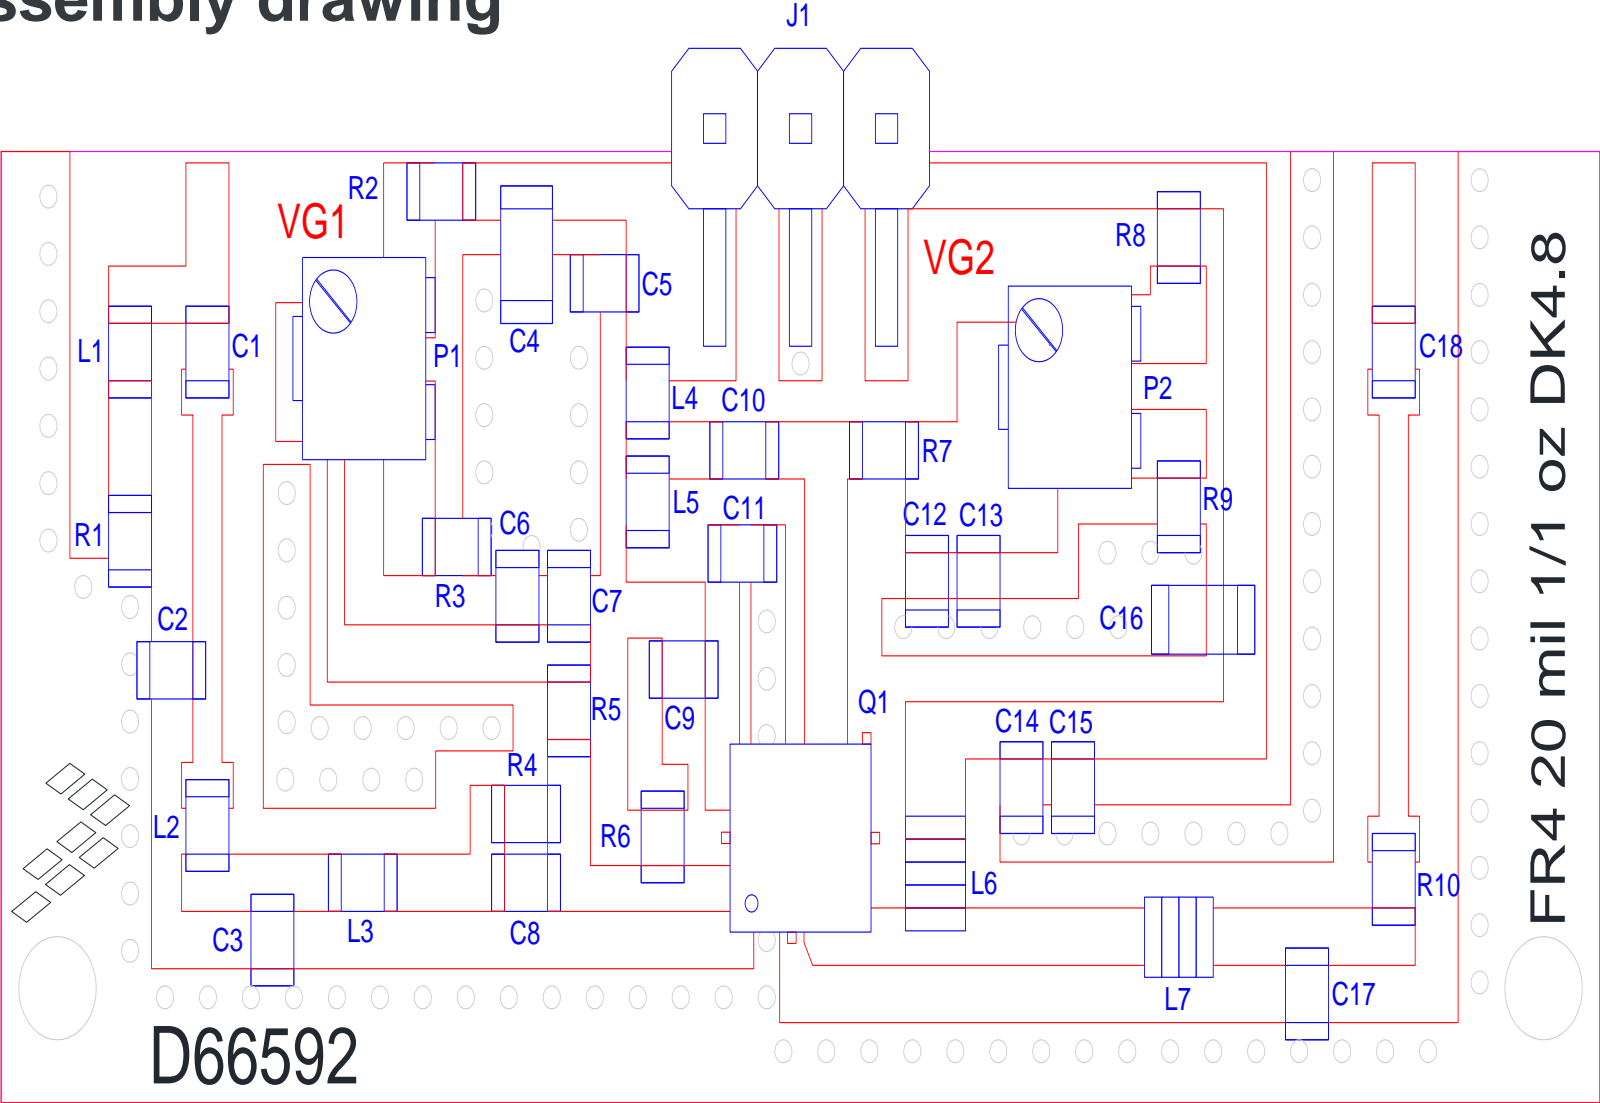 ssembly drawing
J1
R2
VG1
R8
VG2
C5
C4
P1
L1
C1
C18
P2
L4
C10
R7
R9
L5
C11
C12
C13
R1
C6
R3
C7
C2
C16
R5
C9
Q1
C14
C15
R4
L2
R6
L6
R10
C3
L3
C8
L7
C17
D66592
FR4 20 mil 1/1 oz DK4.8